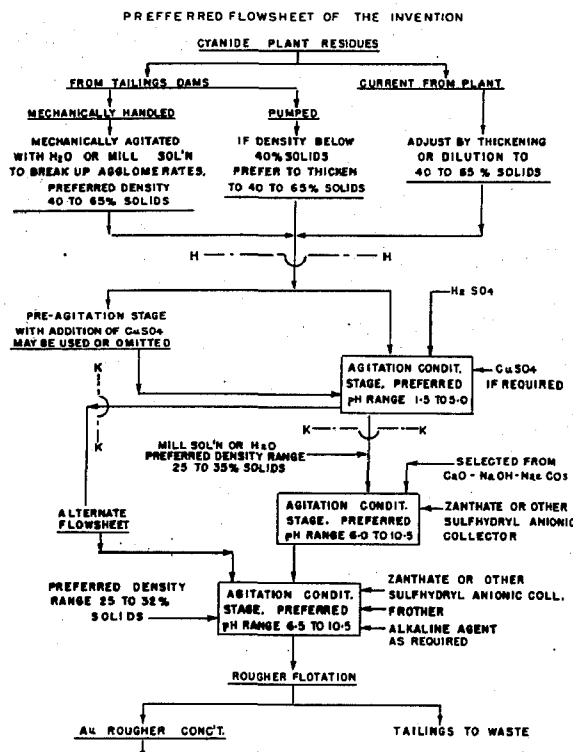 PREFFERRED FLOWSHEET OF THE INVENTION
CYANIDE PLANT RESIDUES
FROM TAILINGS DAMS
CURRENT FROM PLANT
MECHANICALLY HANDLED
PUMPED
MECHANICALLY AGITATED
WITH H2O OR MILL SOL'N
TO BREAK UP AGGLOMERATES,
PREFERRED DENSITY
40 TO 65% SOLIDS
IF DENSITY BELOW
40% SOLIDS
PREFER TO THICKEN
TO 40 TO 65% SOLIDS
ADJUST BY THICKENING
OR DILUTION TO
40 TO 65 % SOLIDS
H
H
H2 SO4
PRE-AGITATION STAGE
WITH ADDITION OF CuSO4
MAY BE USED OR OMITTED
AGITATION CONDIT.
STAGE, PREFERRED
pH RANGE 1·5 TO 5·0
CuSO4
IF REQUIRED
K
K
K
K
MILL SOL'N OR H2O
PREFERRED DENSITY RANGE
25 TO 35% SOLIDS
SELECTED FROM
CaO - NaOH - Na2 CO3
ALTERNATE
FLOWSHEET
AGITATION CONDIT.
STAGE. PREFERRED
pH RANGE 6·0 TO 10·5
ZANTHATE OR OTHER
SULFHYDRYL ANIONIC
COLLECTOR
PREFERRED DENSITY
RANGE 25 TO 32%
SOLIDS
AGITATION CONDIT.
STAGE. PREFERRED
pH RANGE 6·5 TO 10·5
ZANTHATE OR OTHER
SULFHYDRYL ANIONIC COLL.
FROTHER
ALKALINE AGENT
AS REQUIRED
ROUGHER FLOTATION
Au ROUGHER CONC'T.
TAILINGS TO WASTE